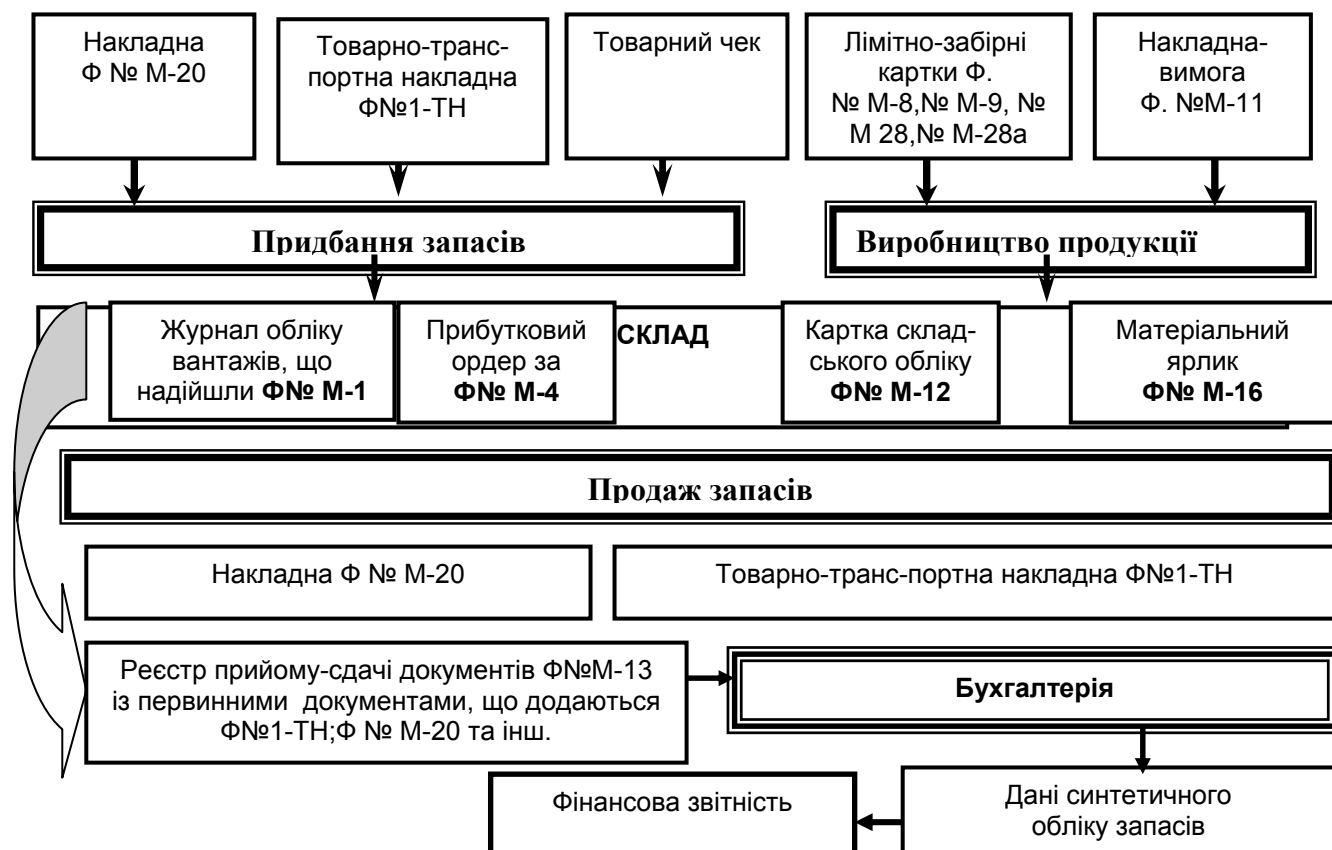 Накладна
Ф № М-20
Товарно-транс-
портна накладна
Ф№1-ТН
Товарний чек
Лімітно-забірні
картки Ф.
№ М-8,№ М-9, №
М 28,№ М-28а
Накладна-
вимога
Ф. №М-11
Придбання запасів
Виробництво продукції
Журнал обліку
вантажів, що
надійшли Ф№ М-1
Прибутковий
ордер за
Ф№ М-4
СКЛАД
Картка склад-
ського обліку
Ф№ М-12
Матеріальний
ярлик
Ф№ М-16
Продаж запасів
Накладна Ф № М-20
Товарно-транс-портна накладна Ф№1-ТН
Реєстр прийому-сдачі документів Ф№М-13
із первинними документами, що додаються
Ф№1-ТН;Ф № М-20 та інш.
Бухгалтерія
Фінансова звітність
Дані синтетичного
обліку запасів